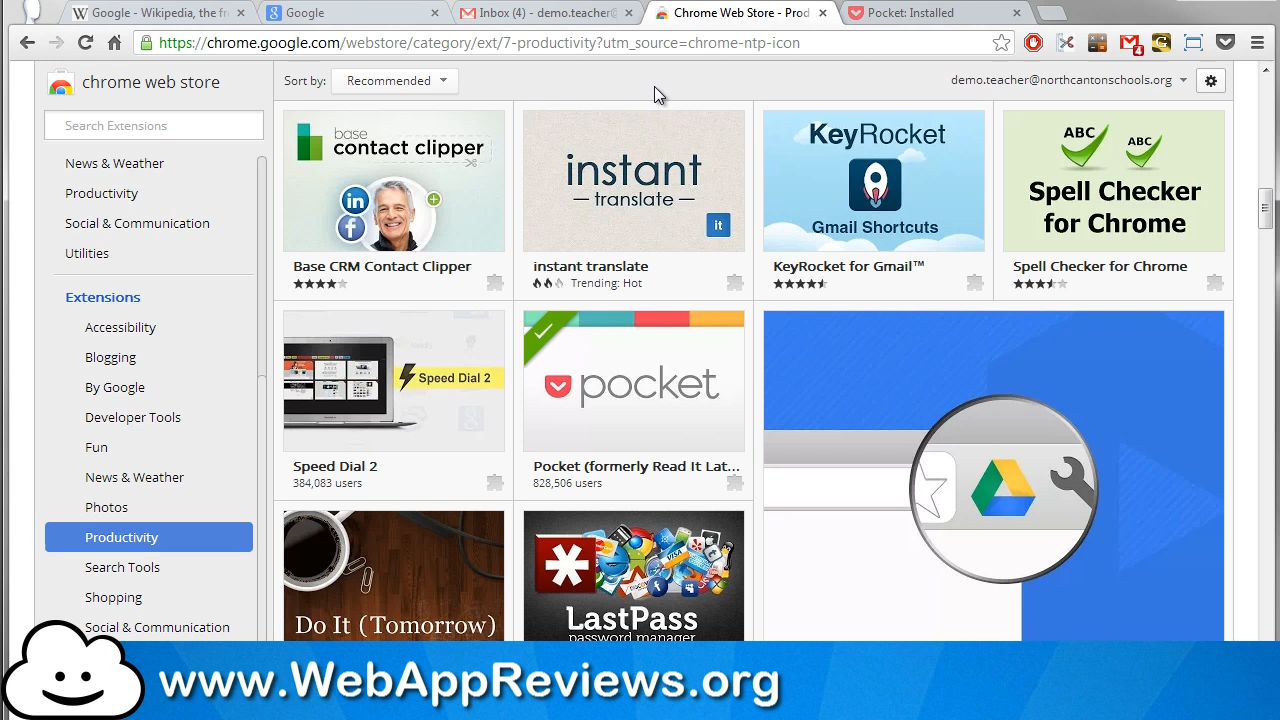 Google - Wikipedia, the fr
Google
Inbox (4) - demo.teacher@
Chrome Web Store - Prod
Pocket: Installed
https://chrome.google.com/webstore/category/ext/7-productivity?utm_source=chrome-ntp-icon
4
chrome web store
Sort by:
Recommended
demo.teacher@northcantonschools.org
Search Extensions
News & Weather
Productivity
Social & Communication
Utilities
Extensions
Accessibility
Blogging
By Google
Developer Tools
Fun
News & Weather
Photos
Productivity
Search Tools
Shopping
Social & Communication
base
contact clipper
Base CRM Contact Clipper
instant
translate
it
instant translate
Trending: Hot
KeyRocket
Gmail Shortcuts
KeyRocket for Gmail™
ABC
ABC
Spell Checker
for Chrome
Spell Checker for Chrome
Speed Dial 2
Speed Dial 2
384,083 users
pocket
Pocket (formerly Read It Lat...
828,506 users
Do It (Tomorrow)
LastPass
password manager
www.WebAppReviews.org